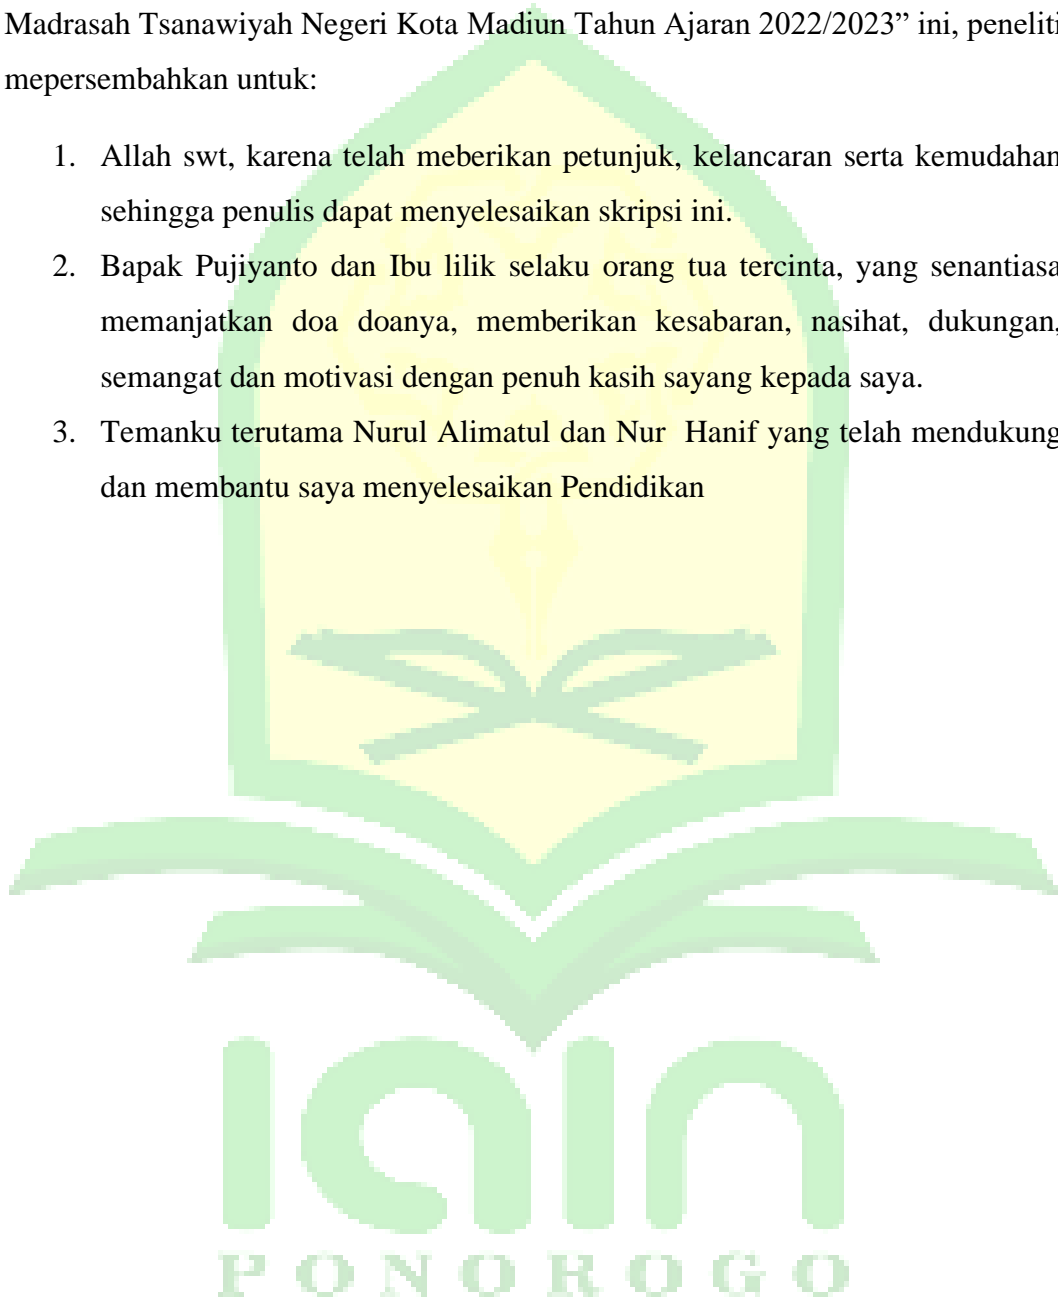 Madrasah Tsanawiyah Negeri Kota Madiun Tahun Ajaran 2022/2023” ini, peneliti
mepersembahkan untuk:
1. Allah swt, karena telah meberikan petunjuk, kelancaran serta kemudahan
sehingga penulis dapat menyelesaikan skripsi ini.
2. Bapak Pujiyanto dan Ibu lilik selaku orang tua tercinta, yang senantiasa
memanjatkan doa doanya, memberikan kesabaran, nasihat, dukungan,
semangat dan motivasi dengan penuh kasih sayang kepada saya.
3. Temanku terutama Nurul Alimatul dan Nur Hanif yang telah mendukung
dan membantu saya menyelesaikan Pendidikan
iain
PONOROGO